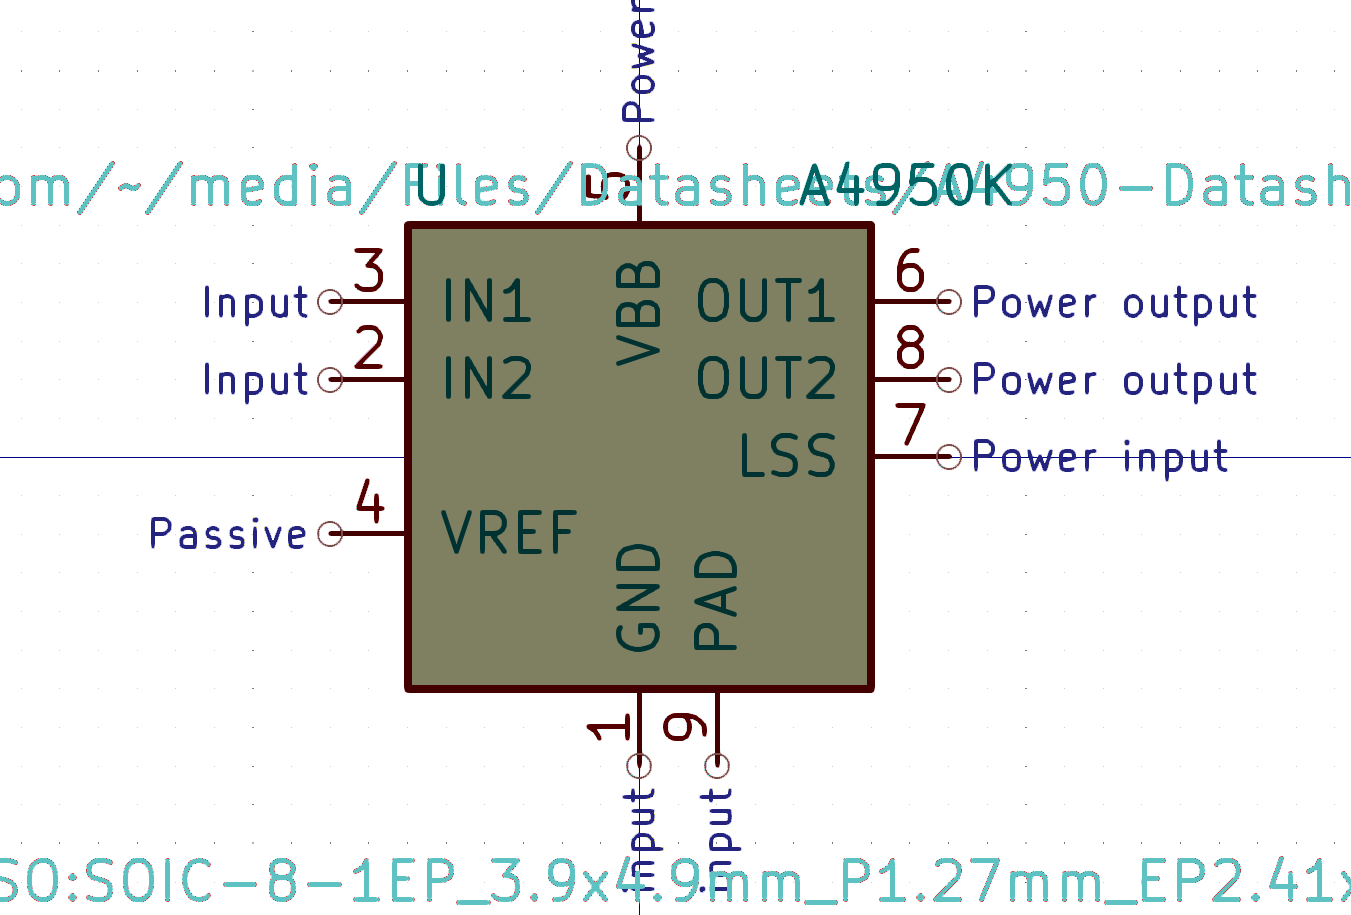 Power
om/~/media/Files/Datasheets/A4950-Datash
U
5
A4950K
3
6
Input
IN1
VBB
OUT1
Power output
2
8
Input
IN2
OUT2
Power output
7
LSS
Power input
4
Passive
VREF
GND
PAD
1
9
input
input
SO:SOIC-8-1EP_3.9x4.9mm_P1.27mm_EP2.41x